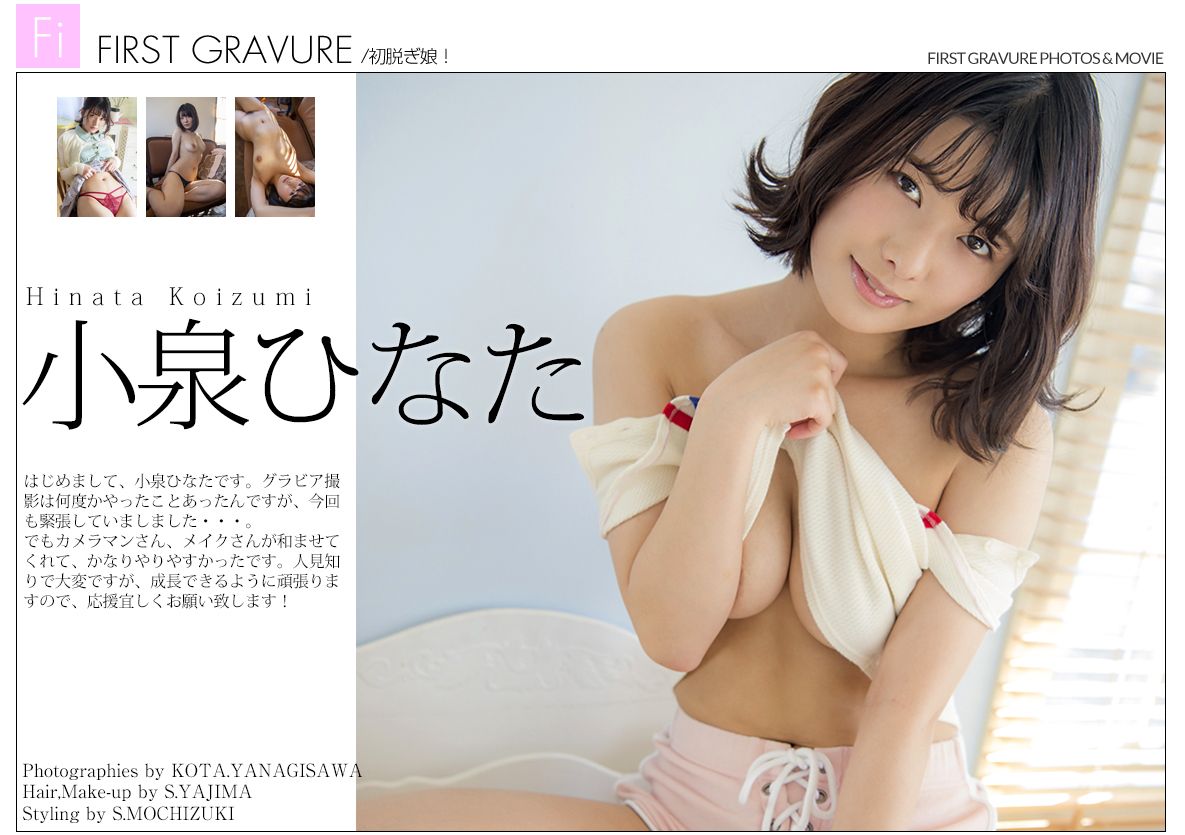 Fi
FIRST GRAVURE /初脱ぎ娘！
FIRST GRAVURE PHOTOS & MOVIE
Hinata Koizumi
小泉ひなた
はじめまして、小泉ひなたです。グラビア撮
影は何度かやったことあったんですが、今回
も緊張していましました・・・。
でもカメラマンさん、メイクさんが和ませて
くれて、かなりやりやすかったです。人見知
りで大変ですが、成長できるように頑張りま
すので、応援宜しくお願い致します！
Photographies by KOTA.YANAGISAWA
Hair,Make-up by S.YAJIMA
Styling by S.MOCHIZUKI